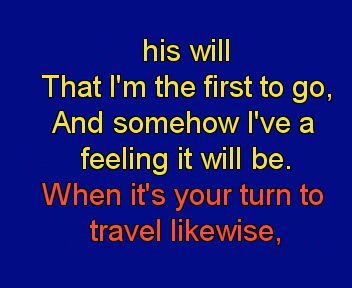 his will
That I'm the first to go,
And somehow I've a
feeling it will be.
When it's your turn to
travel likewise,